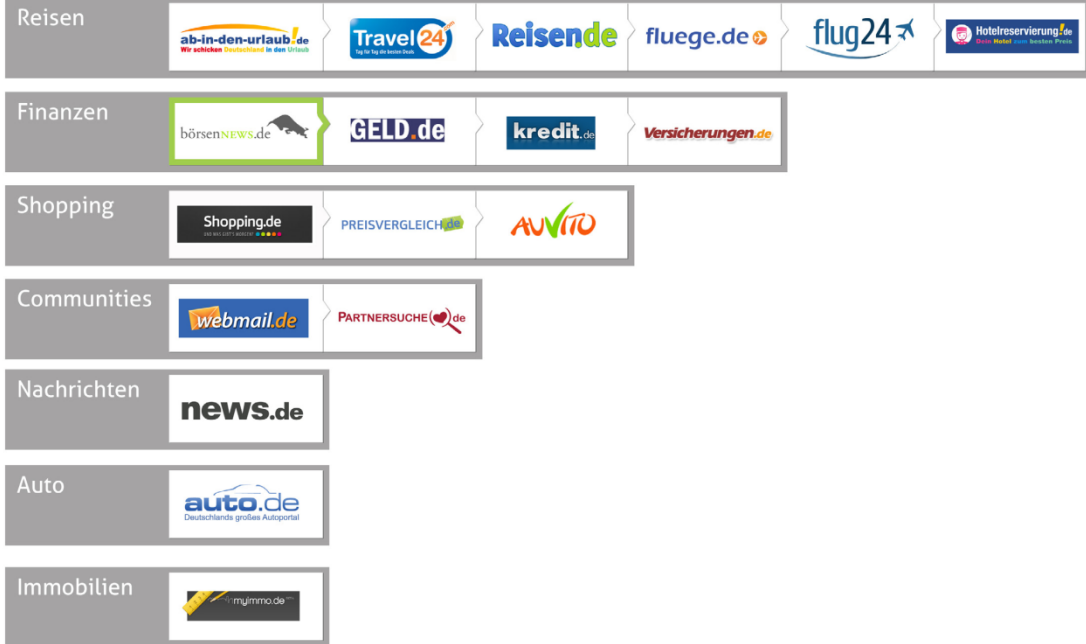 Reisen
ab-in-den-urlaub!.de
Wir schicken Deutschland in den Urlaub
Travel24
Tag für Tag die besten Deals
Reisen.de
fluege.de
flug24
Hotelreservierung!.de
Dein Hotel zum besten Preis
Finanzen
börsennews.de
GELD.de
kredit.de
Versicherungen.de
Shopping
Shopping.de
PREISVERGLEICH.de
AUVITO
Communities
webmail.de
PARTNERSUCHE de
Nachrichten
news.de
Auto
auto.de
Deutschlands großes Autoportal
Immobilien
myimmo.de